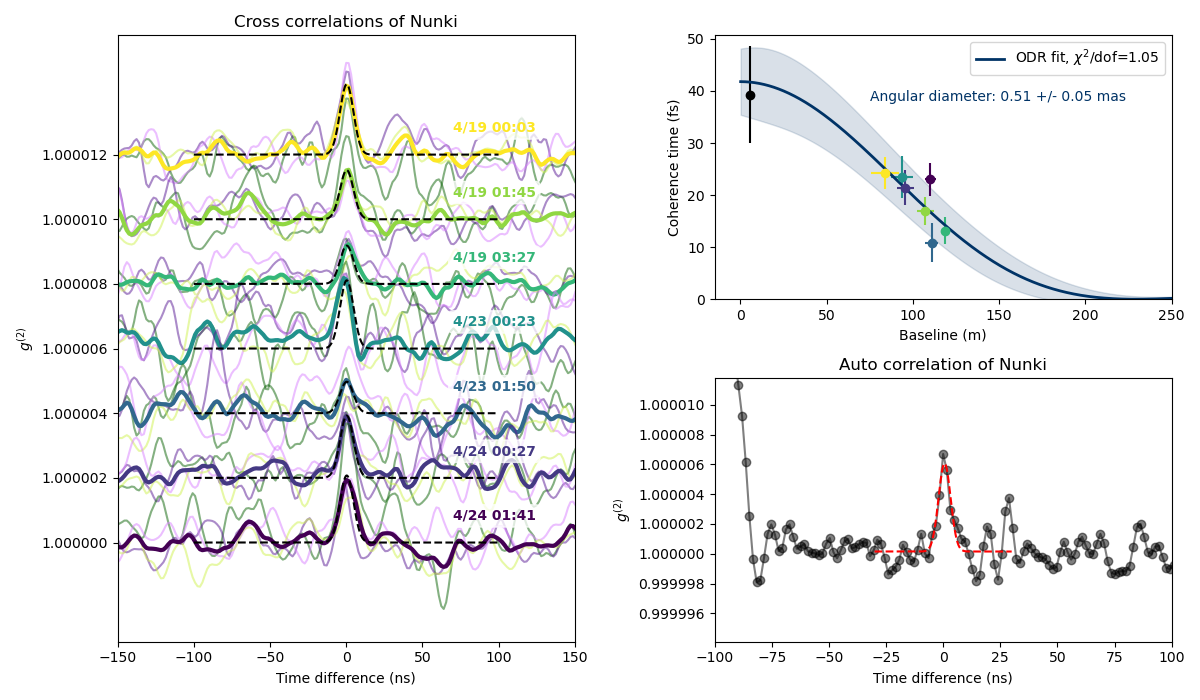 Cross correlations of Nunki
4/19 00:03
4/19 01:45
4/19 03:27
4/23 00:23
4/23 01:50
4/24 00:27
4/24 01:41
1.000012
1.000010
1.000008
1.000006
1.000004
1.000002
1.000000
g⁽²⁾
−150 −100 −50 0 50 100 150
Time difference (ns)
50
40
30
20
10
0
Coherence time (fs)
ODR fit, χ²/dof=1.05
Angular diameter: 0.51 +/- 0.05 mas
0 50 100 150 200 250
Baseline (m)
Auto correlation of Nunki
1.000010
1.000008
1.000006
1.000004
1.000002
1.000000
0.999998
0.999996
g⁽²⁾
−100 −75 −50 −25 0 25 50 75 100
Time difference (ns)